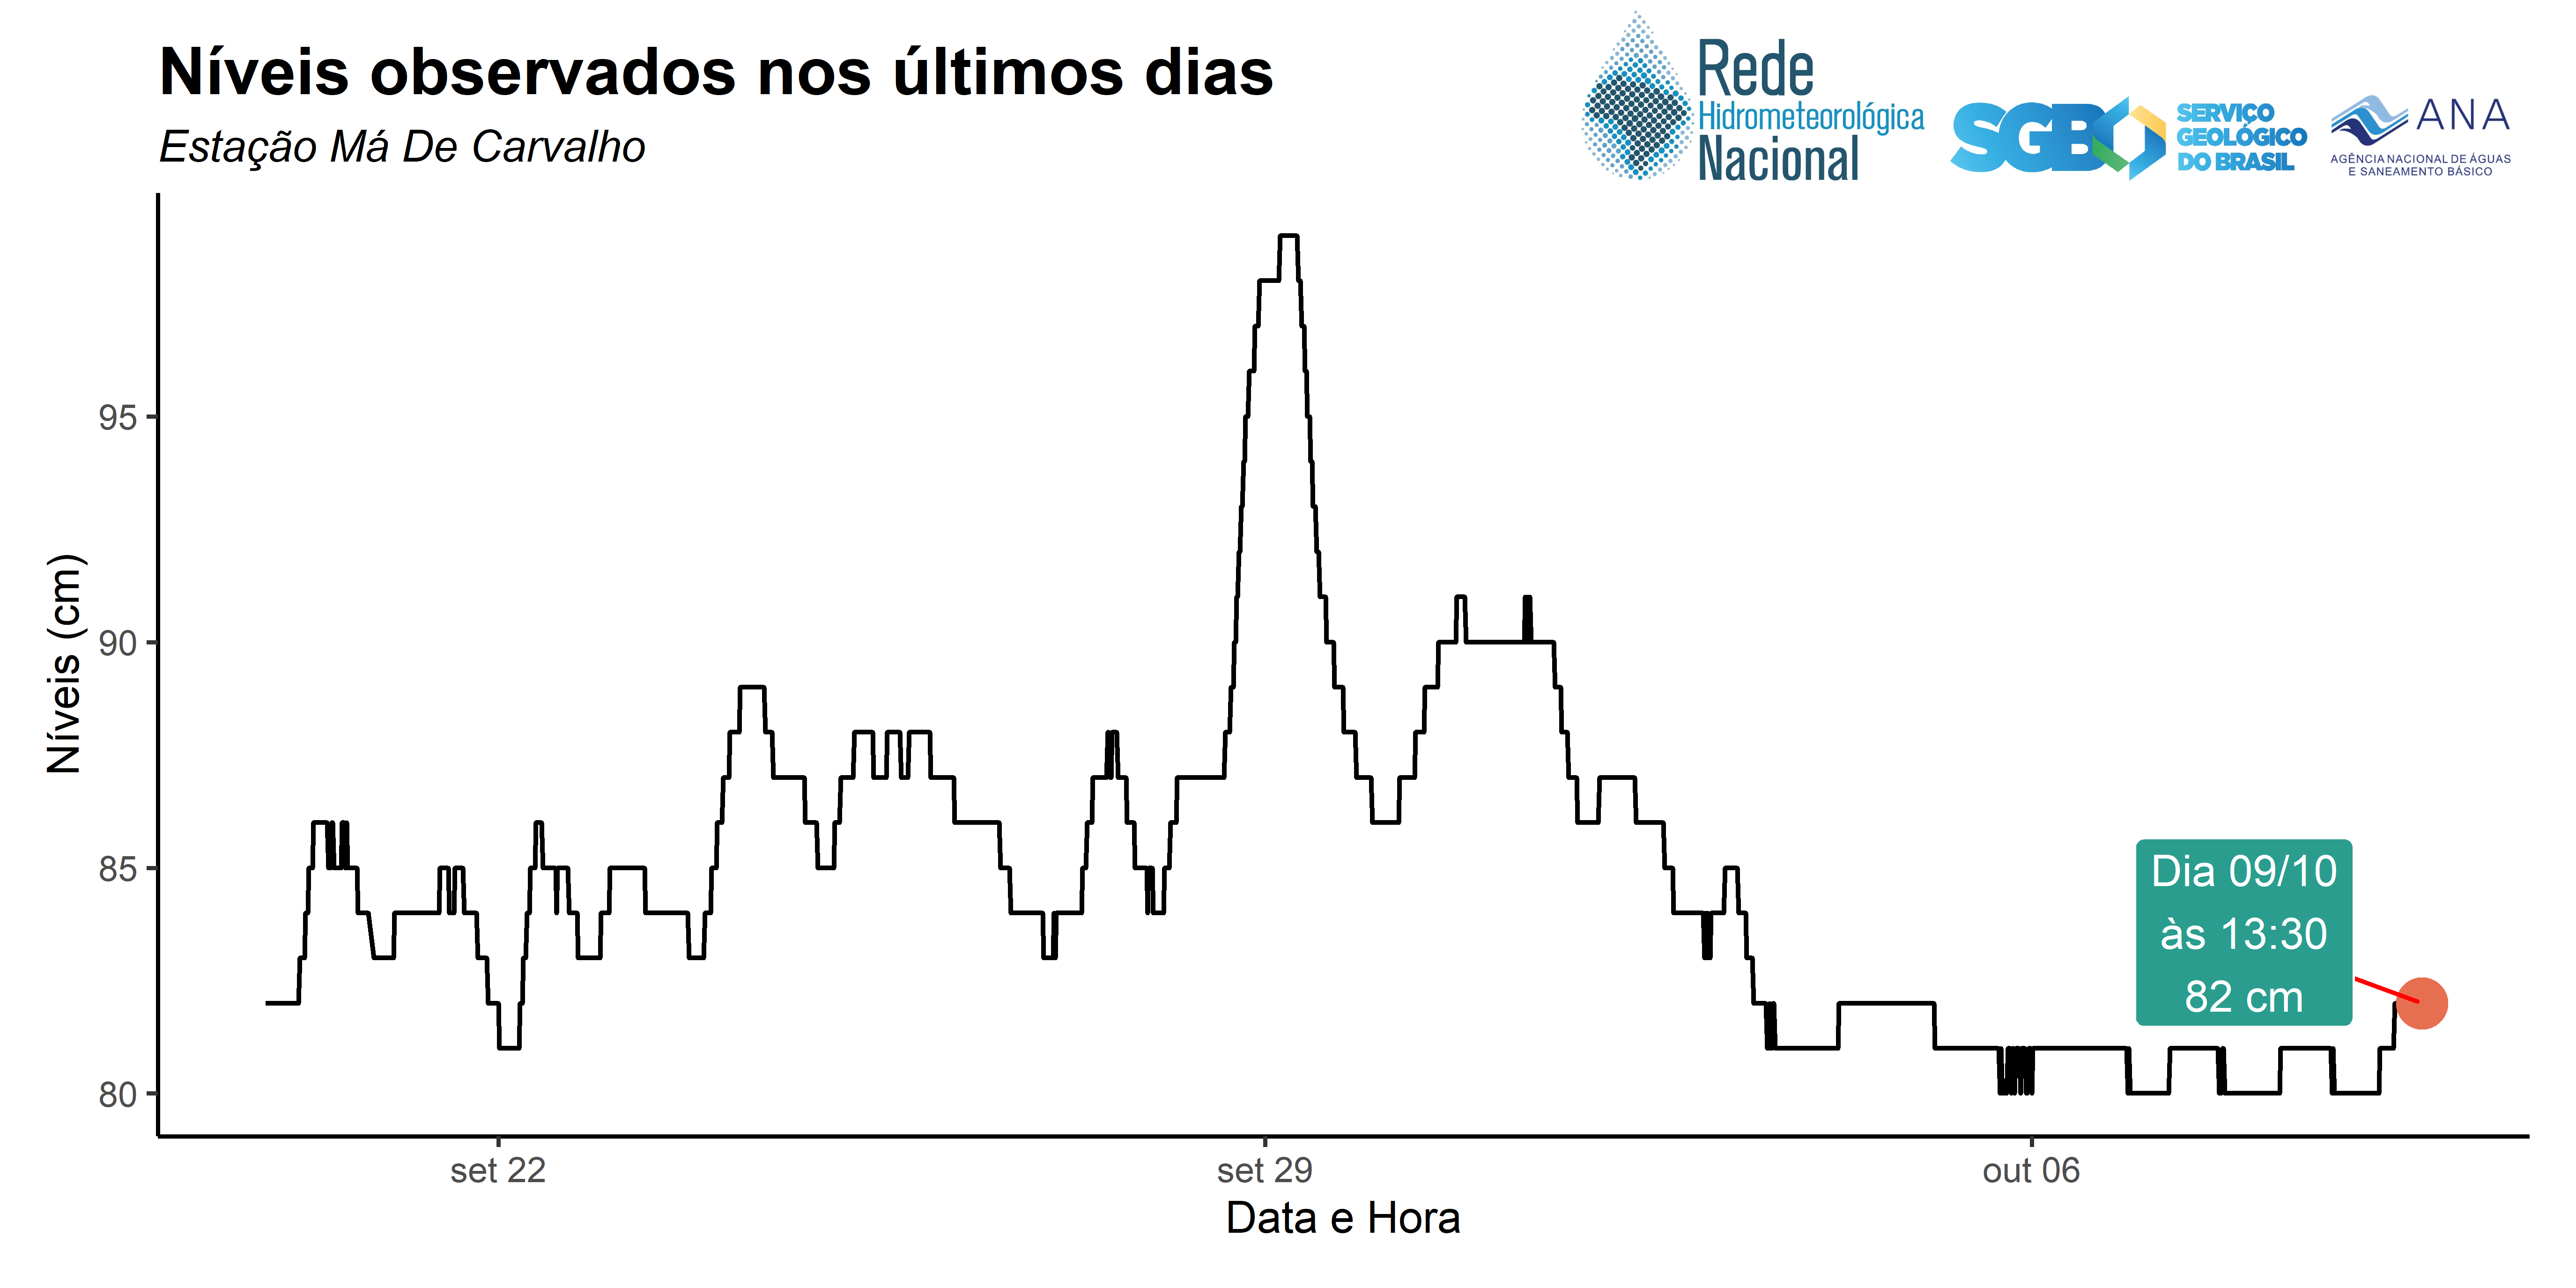 Níveis observados nos últimos dias
Estação Má De Carvalho
Rede
Hidrometeorológica
Nacional
SGB
SERVIÇO
GEOLÓGICO
DO BRASIL
ANA
AGÊNCIA NACIONAL DE ÁGUAS
E SANEAMENTO BÁSICO
Níveis (cm)
95
90
85
80
Dia 09/10
às 13:30
82 cm
set 22
set 29
out 06
Data e Hora